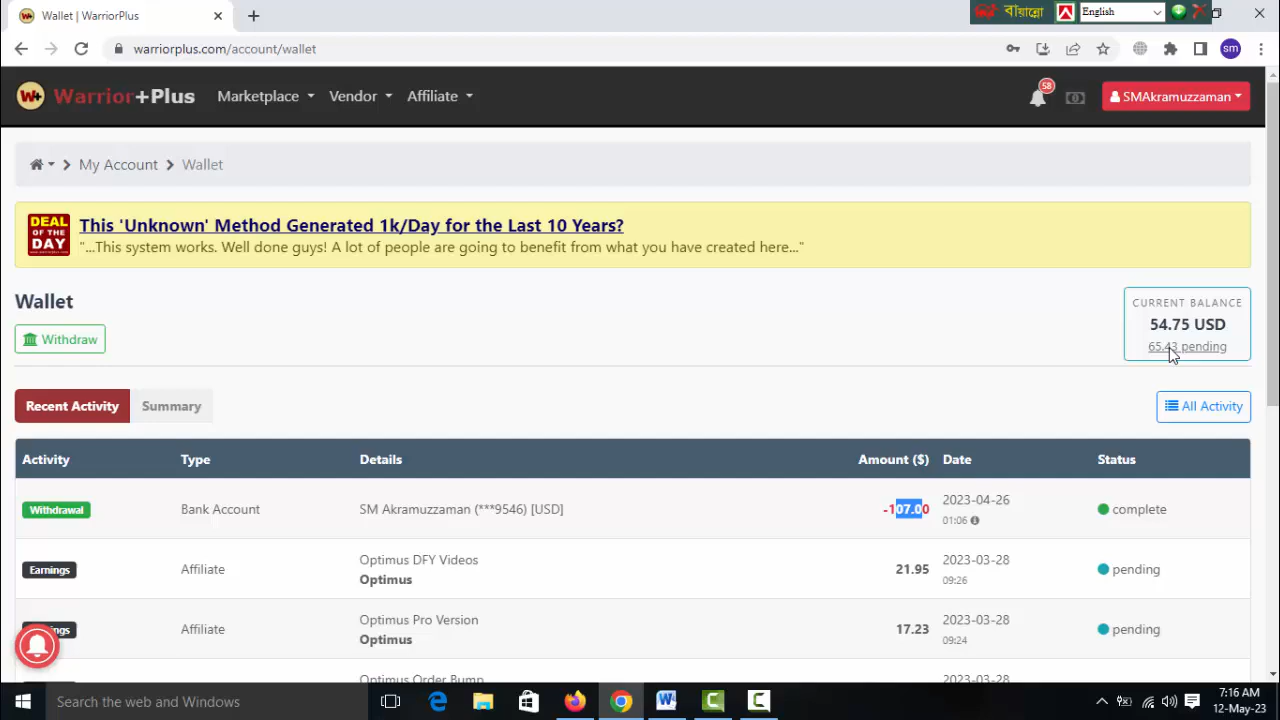 Wallet | WarriorPlus
বায়ান্নো
English
warriorplus.com/account/wallet
sm
W+ Warrior+Plus
Marketplace
Vendor
Affiliate
58
SMAkramuzzaman
My Account
Wallet
DEAL
OF THE
DAY
This 'Unknown' Method Generated 1k/Day for the Last 10 Years?
"...This system works. Well done guys! A lot of people are going to benefit from what you have created here..."
Wallet
Withdraw
CURRENT BALANCE
54.75 USD
65.43 pending
Recent Activity
Summary
All Activity
Activity Type Details Amount ($) Date Status
Withdrawal Bank Account SM Akramuzzaman (***9546) [USD] -107.00 2023-04-26 complete
01:06
Earnings Affiliate Optimus DFY Videos 21.95 2023-03-28 pending
Optimus 09:26
Affiliate Optimus Pro Version 17.23 2023-03-28 pending
Optimus 09:24
Optimus Order Bump 2023-03-28
Search the web and Windows
7:16 AM
12-May-23